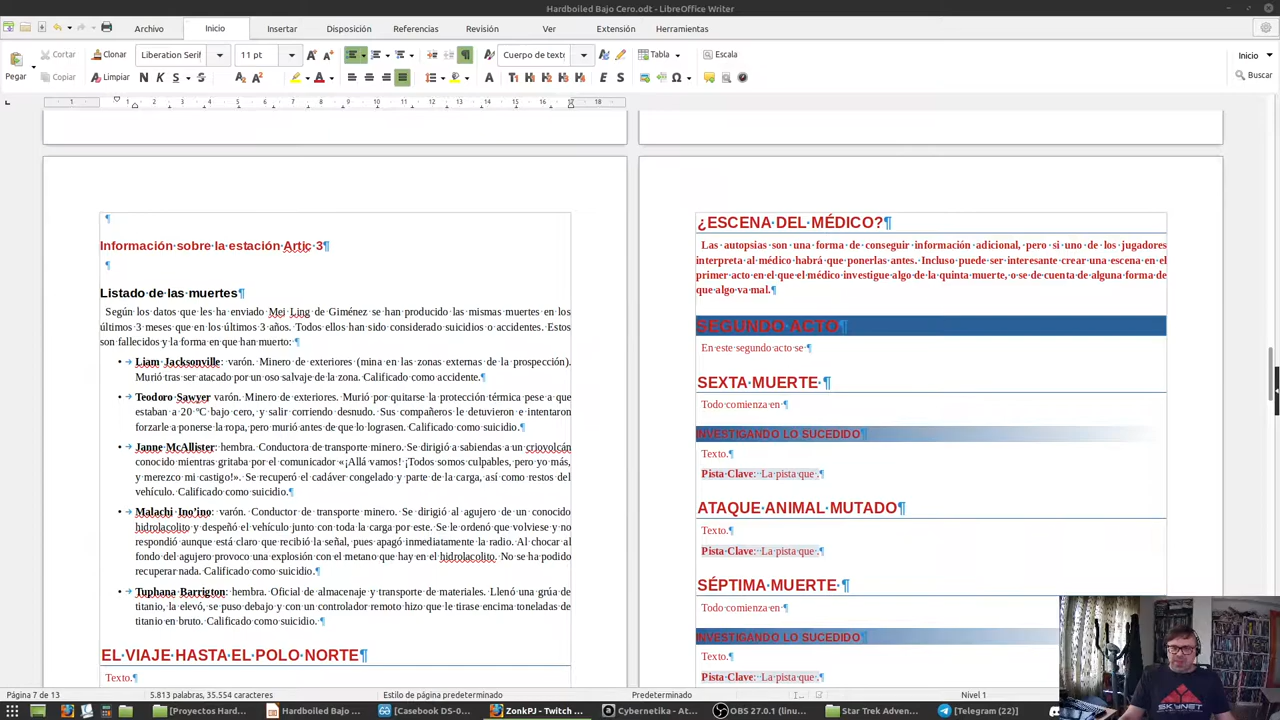 Hardboiled Bajo Cero.odt - LibreOffice Writer
Archivo Inicio Insertar Disposición Referencias Revisión Ver Extensión Herramientas
Pegar Cortar Copiar Clonar Limpiar Liberation Serif 11 pt Cuerpo de texto Tabla Escala Inicio Buscar
Información sobre la estación Artic 3¶
Listado de las muertes¶
Según los datos que les ha enviado Mei Ling de Giménez se han producido las mismas muertes en los
últimos 3 meses que en los últimos 3 años. Todos ellos han sido considerado suicidios o accidentes. Estos
son fallecidos y la forma en que han muerto: ¶
• Liam Jacksonville: varón. Minero de exteriores (mina en las zonas externas de la prospección).
Murió tras ser atacado por un oso salvaje de la zona. Calificado como accidente.¶
• Teodoro Sawyer varón. Minero de exteriores. Murió por quitarse la protección térmica pese a que
estaban a 20 ºC bajo cero, y salir corriendo desnudo. Sus compañeros le detuvieron e intentaron
forzarle a ponerse la ropa, pero murió antes de que lo lograsen. Calificado como suicidio.¶
• Janne McAllister: hembra. Conductora de transporte minero. Se dirigió a sabiendas a un criovolcán
conocido mientras gritaba por el comunicador «¡Allá vamos! ¡Todos somos culpables, pero yo más,
y merezco mi castigo!». Se recuperó el cadáver congelado y parte de la carga, así como restos del
vehículo. Calificado como suicidio.¶
• Malachi Ino'ino: varón. Conductor de transporte minero. Se dirigió al agujero de un conocido
hidrolacolito y despeñó el vehículo junto con toda la carga por este. Se le ordenó que volviese y no
respondió aunque está claro que recibió la señal, pues apagó inmediatamente la radio. Al chocar al
fondo del agujero provoco una explosión con el metano que hay en el hidrolacolito. No se ha podido
recuperar nada. Calificado como suicidio.¶
• Tuphana Barrigton: hembra. Oficial de almacenaje y transporte de materiales. Llenó una grúa de
titanio, la elevó, se puso debajo y con un controlador remoto hizo que le tirase encima toneladas de
titanio en bruto. Calificado como suicidio. ¶
EL VIAJE HASTA EL POLO NORTE¶
Texto.¶
¿ESCENA DEL MÉDICO?¶
Las autopsias son una forma de conseguir información adicional, pero si uno de los jugadores
interpreta al médico habrá que ponerlas antes. Incluso puede ser interesante crear una escena en el
primer acto en el que el médico investigue algo de la quinta muerte, o se de cuenta de alguna forma de
que algo va mal.¶
SEGUNDO ACTO¶
En este segundo acto se ¶
SEXTA MUERTE ¶
Todo comienza en ¶
INVESTIGANDO LO SUCEDIDO¶
Texto.¶
Pista Clave: La pista que .¶
ATAQUE ANIMAL MUTADO¶
Texto.¶
Pista Clave: La pista que .¶
SÉPTIMA MUERTE ¶
Todo comienza en ¶
INVESTIGANDO LO SUCEDIDO¶
Texto.¶
Pista Clave: La pista que .¶
SKYNET
Página 7 de 13 5.813 palabras, 35.554 caracteres Estilo de página predeterminado Predeterminado Nivel 1
[Proyectos Hard... Hardboiled Bajo ... [Casebook DS-0... ZonkPJ - Twitch ... Cybernetika - At... OBS 27.0.1 (linu... Star Trek Adven... [Telegram (22)]